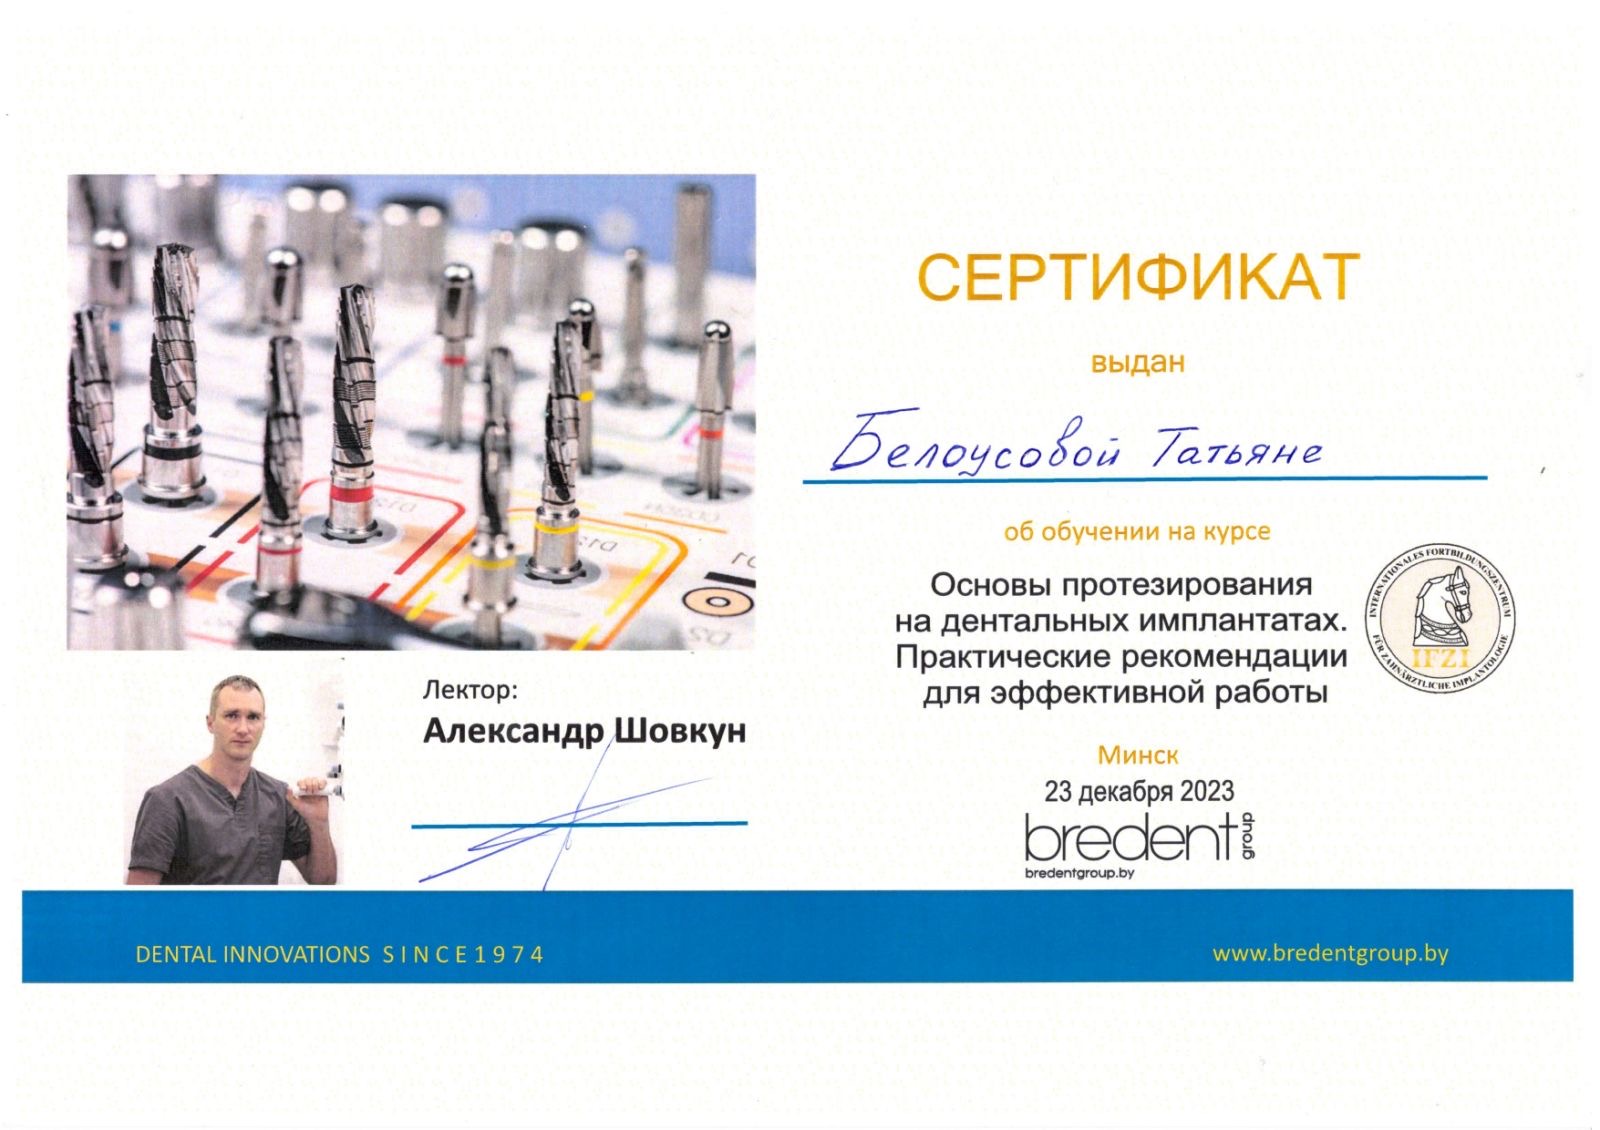 СЕРТИФИКАТ
выдан
Белоусовой Татьяне
об обучении на курсе
Основы протезирования
на дентальных имплантатах.
Практические рекомендации
для эффективной работы
INTERNATIONALES FORTBILDUNGSZENTRUM
FÜR ZAHNÄRZTLICHE IMPLANTOLOGIE
IFZI
Минск
23 декабря 2023
bredent group
bredentgroup.by
Лектор:
Александр Шовкун
DENTAL INNOVATIONS SINCE1974
www.bredentgroup.by